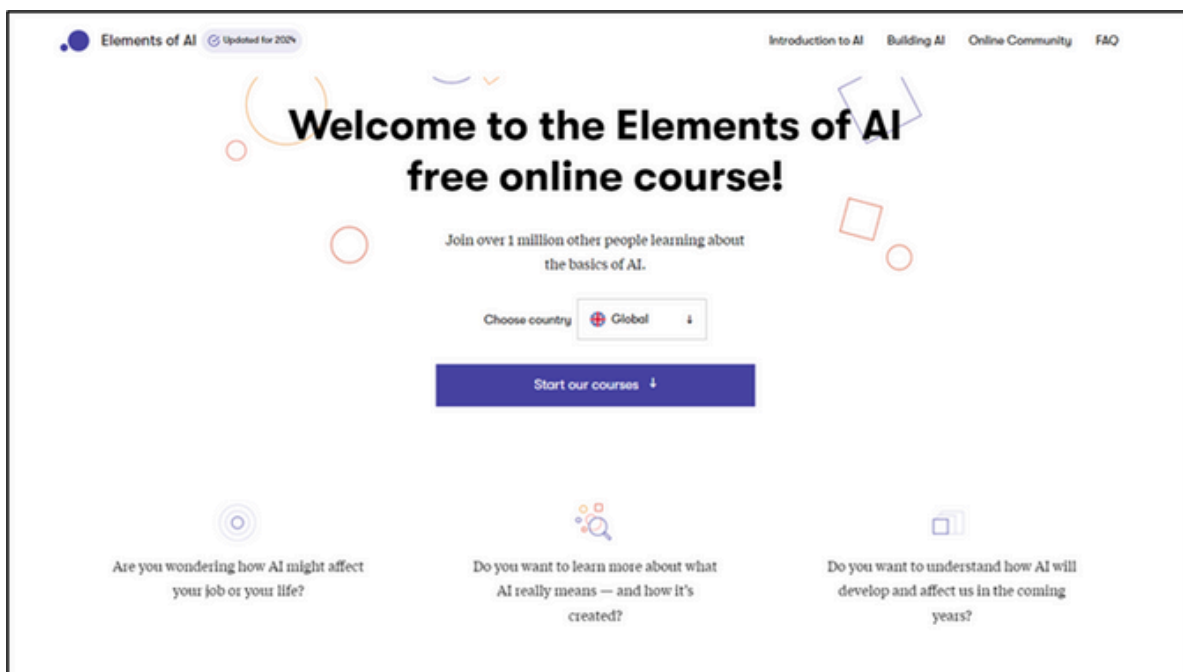 Elements of AI Updated for 2024 Introduction to AI Building AI Online Community FAQ
Welcome to the Elements of AI
free online course!
Join over 1 million other people learning about
the basics of AI.
Choose country Global ↓
Start our courses ↓
Are you wondering how AI might affect
your job or your life?
Do you want to learn more about what
AI really means — and how it's
created?
Do you want to understand how AI will
develop and affect us in the coming
years?